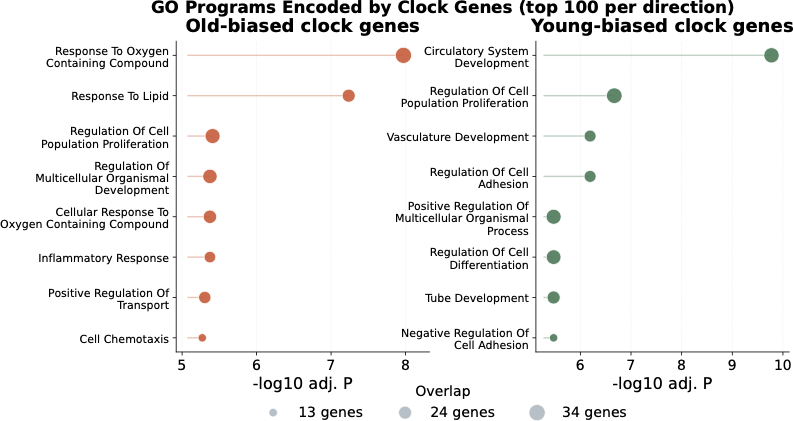 GO Programs Encoded by Clock Genes (top 100 per direction)
Old-biased clock genes
Response To Oxygen
Containing Compound
Response To Lipid
Regulation Of Cell
Population Proliferation
Regulation Of
Multicellular Organismal
Development
Cellular Response To
Oxygen Containing Compound
Inflammatory Response
Positive Regulation Of
Transport
Cell Chemotaxis
5 6 7 8
-log10 adj. P
Young-biased clock genes
Circulatory System
Development
Regulation Of Cell
Population Proliferation
Vasculature Development
Regulation Of Cell
Adhesion
Positive Regulation Of
Multicellular Organismal
Process
Regulation Of Cell
Differentiation
Tube Development
Negative Regulation Of
Cell Adhesion
6 7 8 9 10
-log10 adj. P
Overlap
13 genes 24 genes 34 genes